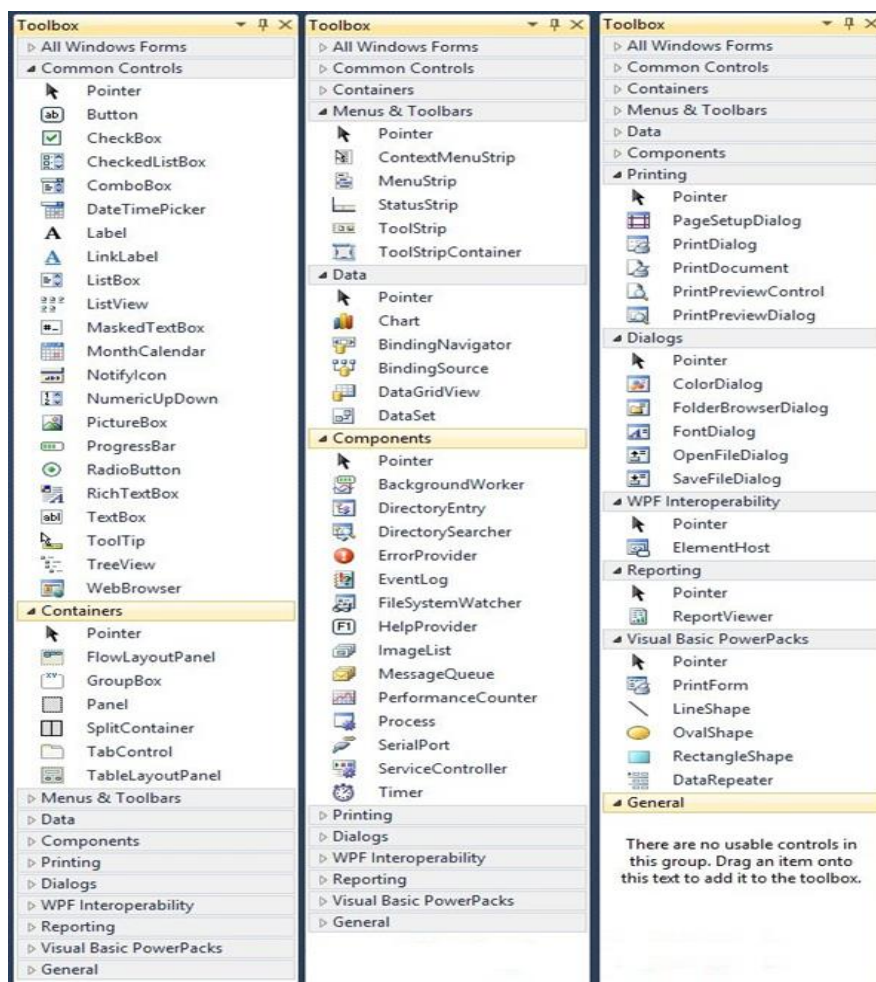 Toolbox
All Windows Forms
Common Controls
Pointer
Button
CheckBox
CheckedListBox
ComboBox
DateTimePicker
Label
LinkLabel
ListBox
ListView
MaskedTextBox
MonthCalendar
NotifyIcon
NumericUpDown
PictureBox
ProgressBar
RadioButton
RichTextBox
TextBox
ToolTip
TreeView
WebBrowser
Containers
Pointer
FlowLayoutPanel
GroupBox
Panel
SplitContainer
TabControl
TableLayoutPanel
Menus & Toolbars
Data
Components
Printing
Dialogs
WPF Interoperability
Reporting
Visual Basic PowerPacks
General
Toolbox
All Windows Forms
Common Controls
Containers
Menus & Toolbars
Pointer
ContextMenuStrip
MenuStrip
StatusStrip
ToolStrip
ToolStripContainer
Data
Pointer
Chart
BindingNavigator
BindingSource
DataGridView
DataSet
Components
Pointer
BackgroundWorker
DirectoryEntry
DirectorySearcher
ErrorProvider
EventLog
FileSystemWatcher
HelpProvider
ImageList
MessageQueue
PerformanceCounter
Process
SerialPort
ServiceController
Timer
Printing
Dialogs
WPF Interoperability
Reporting
Visual Basic PowerPacks
General
Toolbox
All Windows Forms
Common Controls
Containers
Menus & Toolbars
Data
Components
Printing
Pointer
PageSetupDialog
PrintDialog
PrintDocument
PrintPreviewControl
PrintPreviewDialog
Dialogs
Pointer
ColorDialog
FolderBrowserDialog
FontDialog
OpenFileDialog
SaveFileDialog
WPF Interoperability
Pointer
ElementHost
Reporting
Pointer
ReportViewer
Visual Basic PowerPacks
Pointer
PrintForm
LineShape
OvalShape
RectangleShape
DataRepeater
General
There are no usable controls in
this group. Drag an item onto
this text to add it to the toolbox.